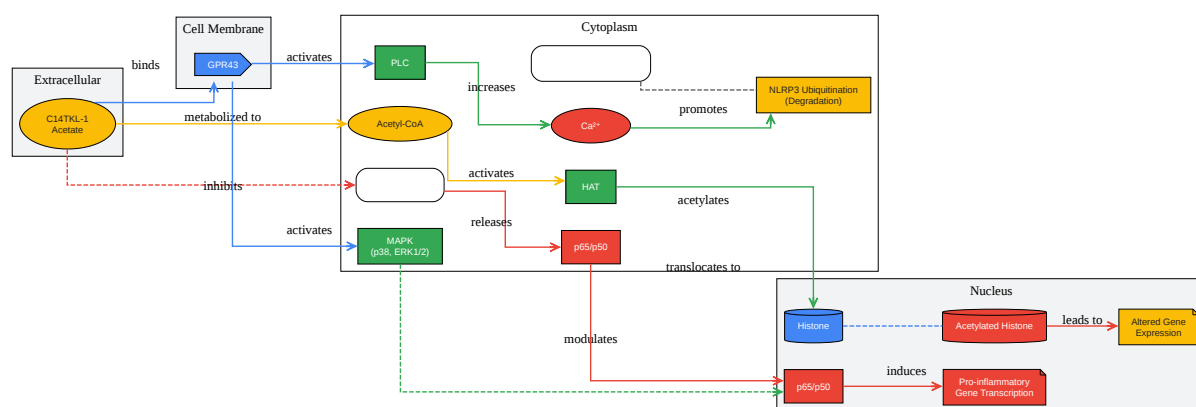 Cell Membrane
Cytoplasm
Extracellular
binds
GPR43
activates
PLC
increases
NLRP3 Ubiquitination
(Degradation)
promotes
C14TKL-1
Acetate
metabolized to
Acetyl-CoA
Ca²⁺
inhibits
activates
HAT
acetylates
releases
activates
MAPK
(p38, ERK1/2)
p65/p50
translocates to
Nucleus
Histone
Acetylated Histone
leads to
Altered Gene
Expression
modulates
p65/p50
induces
Pro-inflammatory
Gene Transcription